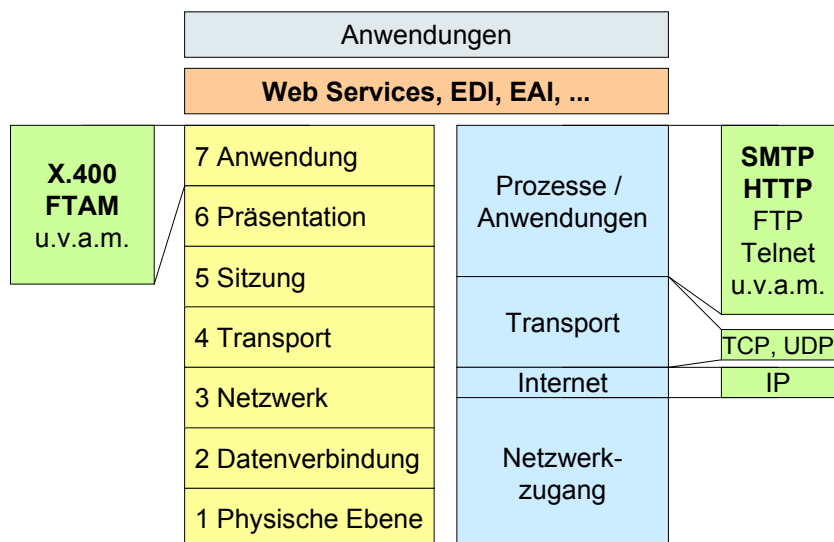 Anwendungen
Web Services, EDI, EAI, ...
X.400
FTAM
u.v.a.m.
7 Anwendung
6 Präsentation
5 Sitzung
4 Transport
3 Netzwerk
2 Datenverbindung
1 Physische Ebene
Prozesse /
Anwendungen
Transport
Internet
Netzwerk-
zugang
SMTP
HTTP
FTP
Telnet
u.v.a.m.
TCP, UDP
IP